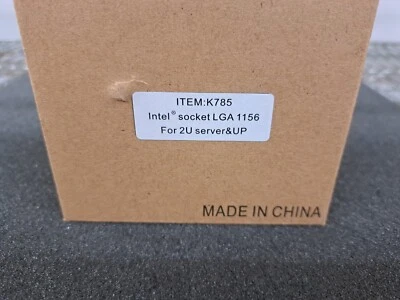 ITEM:K785
Intel® socket LGA 1156
For 2U server&UP
MADE IN CHINA